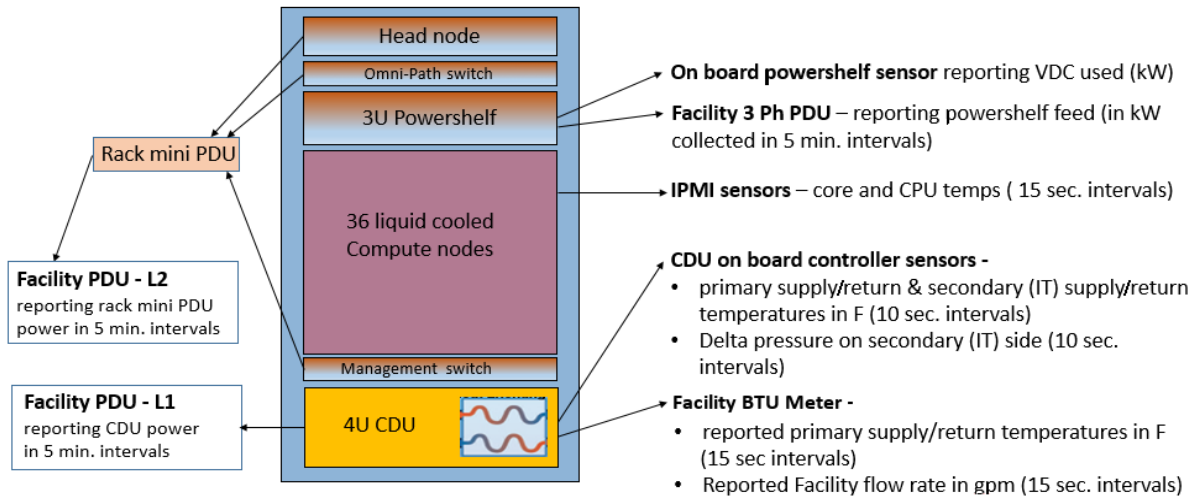 Head node
Omni-Path switch
3U Powershelf
36 liquid cooled
Compute nodes
Management switch
4U CDU
Rack mini PDU
Facility PDU - L2
reporting rack mini PDU
power in 5 min. intervals
Facility PDU - L1
reporting CDU power
in 5 min. intervals
On board powershelf sensor reporting VDC used (kW)
Facility 3 Ph PDU – reporting powershelf feed (in kW
collected in 5 min. intervals)
IPMI sensors – core and CPU temps ( 15 sec. intervals)
CDU on board controller sensors -
• primary supply/return & secondary (IT) supply/return
temperatures in F (10 sec. intervals)
• Delta pressure on secondary (IT) side (10 sec.
intervals)
Facility BTU Meter -
• reported primary supply/return temperatures in F
(15 sec intervals)
• Reported Facility flow rate in gpm (15 sec. intervals)